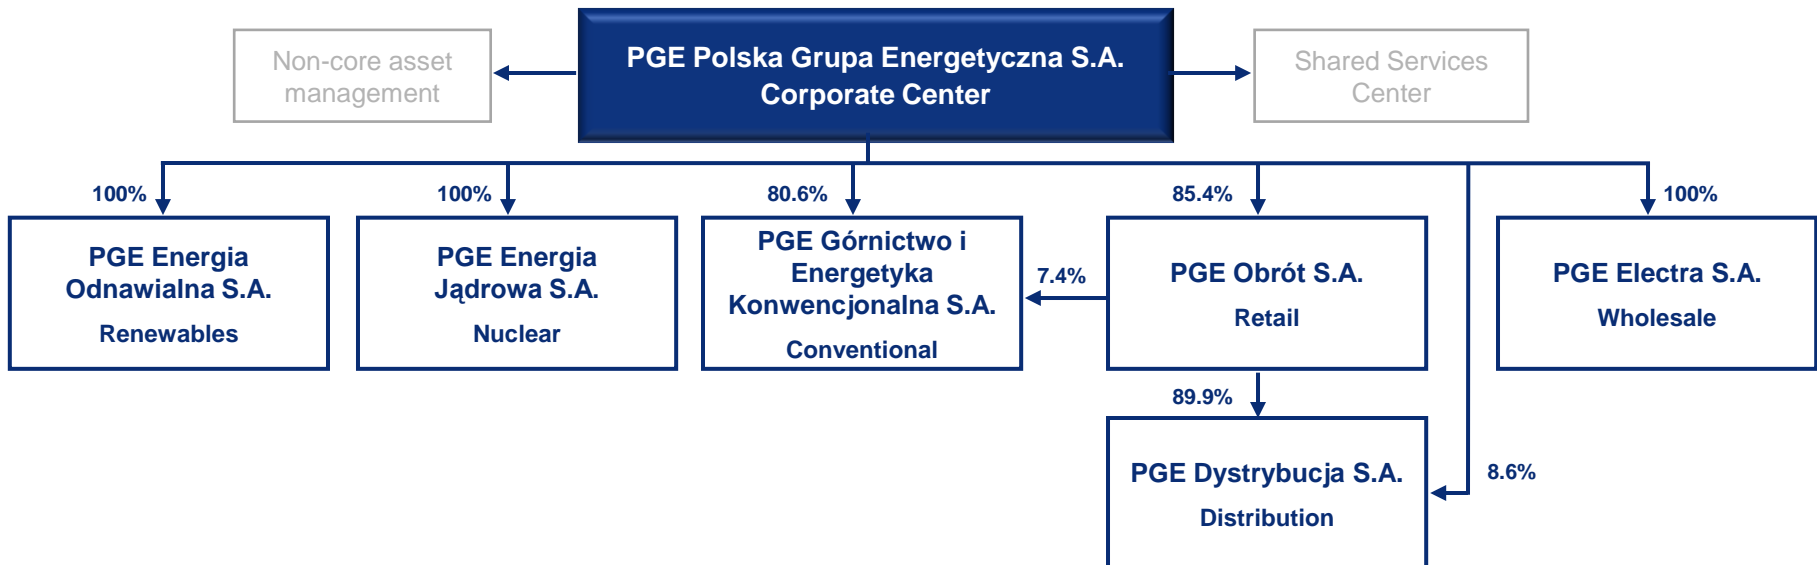 Non-core asset
management
PGE Polska Grupa Energetyczna S.A.
Corporate Center
Shared Services
Center
100%
100%
80.6%
85.4%
100%
PGE Energia
Odnawialna S.A.
Renewables
PGE Energia
Jądrowa S.A.
Nuclear
PGE Górnictwo i
Energetyka
Konwencjonalna S.A.
Conventional
7.4%
PGE Obrót S.A.
Retail
PGE Electra S.A.
Wholesale
89.9%
PGE Dystrybucja S.A.
Distribution
8.6%